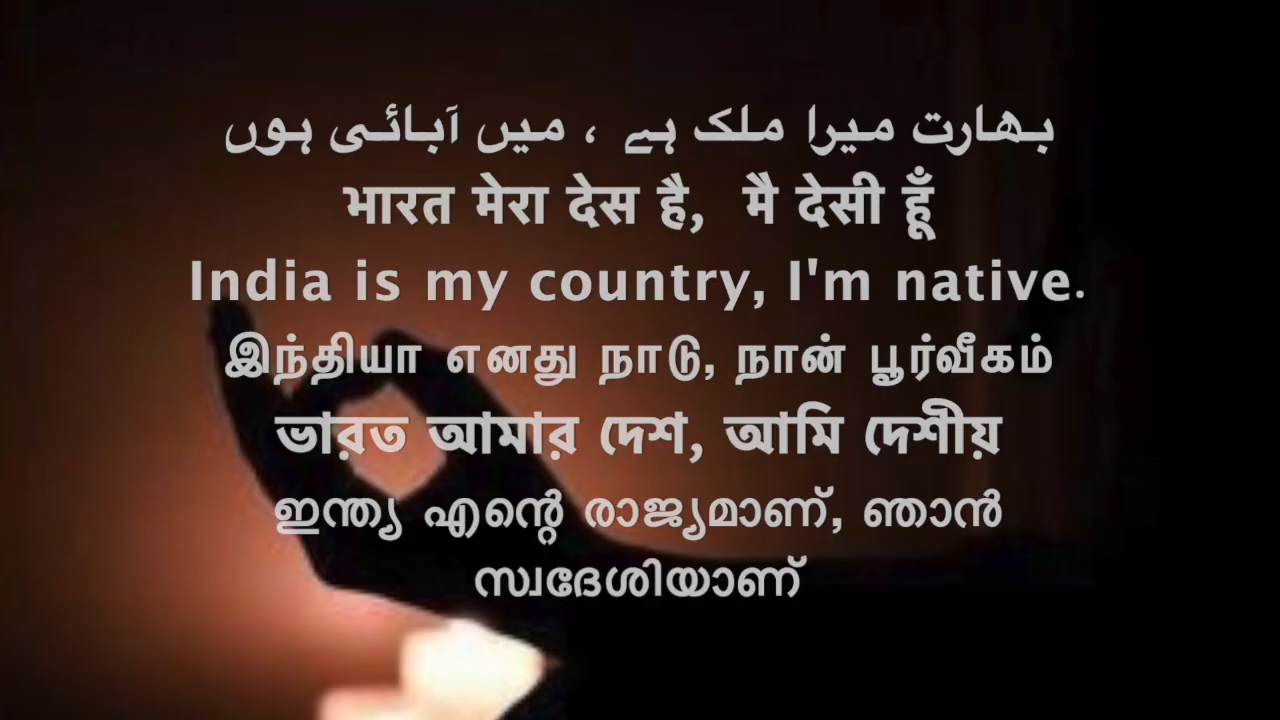 بھارت میرا ملک ہے ، میں آبائی ہوں
भारत मेरा देस है, मै देसी हूँ
India is my country, I'm native.
இந்தியா எனது நாடு, நான் பூர்வீகம்
ভারত আমার দেশ, আমি দেশীয়
ഇന്ത്യ എന്റെ രാജ്യമാണ്, ഞാൻ
സ്വദേശിയാണ്